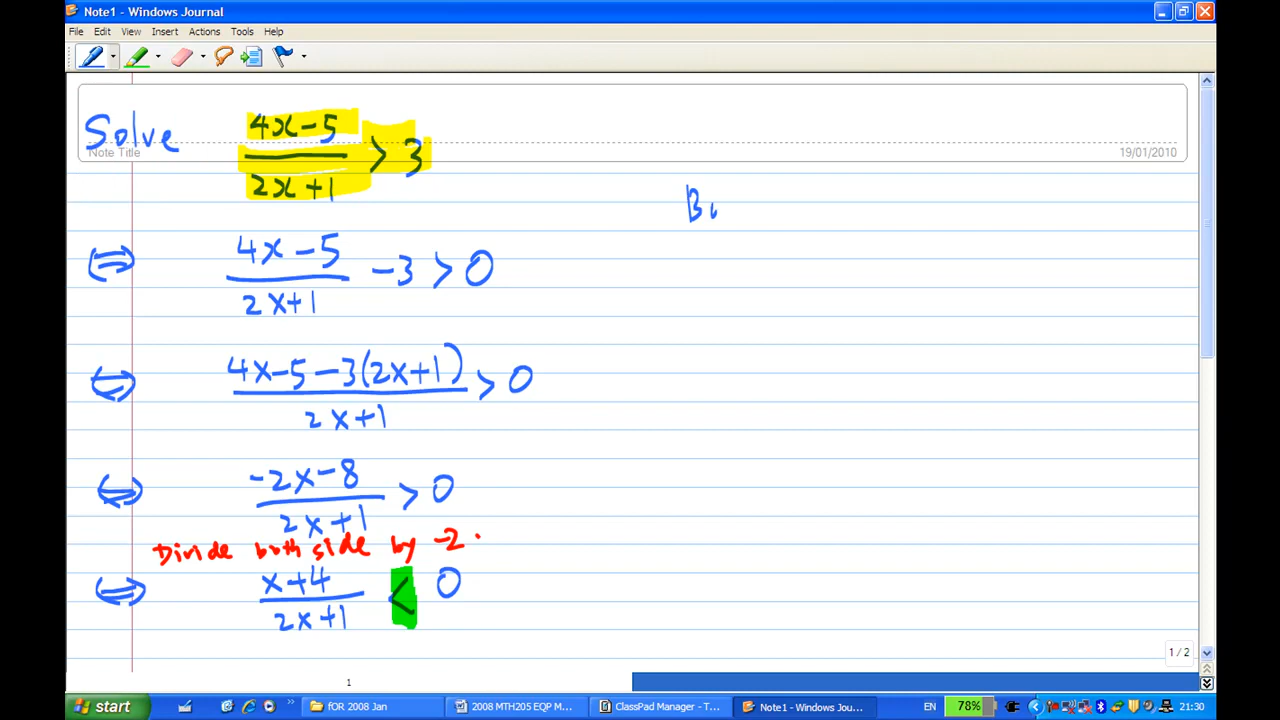 Note1 - Windows Journal
File Edit View Insert Actions Tools Help
Solve (4x-5)/(2x+1) > 3
Note Title
19/01/2010
⇔ (4x-5)/(2x+1) -3 > 0
⇔ (4x-5-3(2x+1))/(2x+1) > 0
⇔ (-2x-8)/(2x+1) > 0
Divide both side by -2.
⇔ (x+4)/(2x+1) < 0
1 / 2
1
start
fOR 2008 Jan
2008 MTH205 EQP M...
ClassPad Manager - T...
Note1 - Windows Jou...
EN
78%
21:30